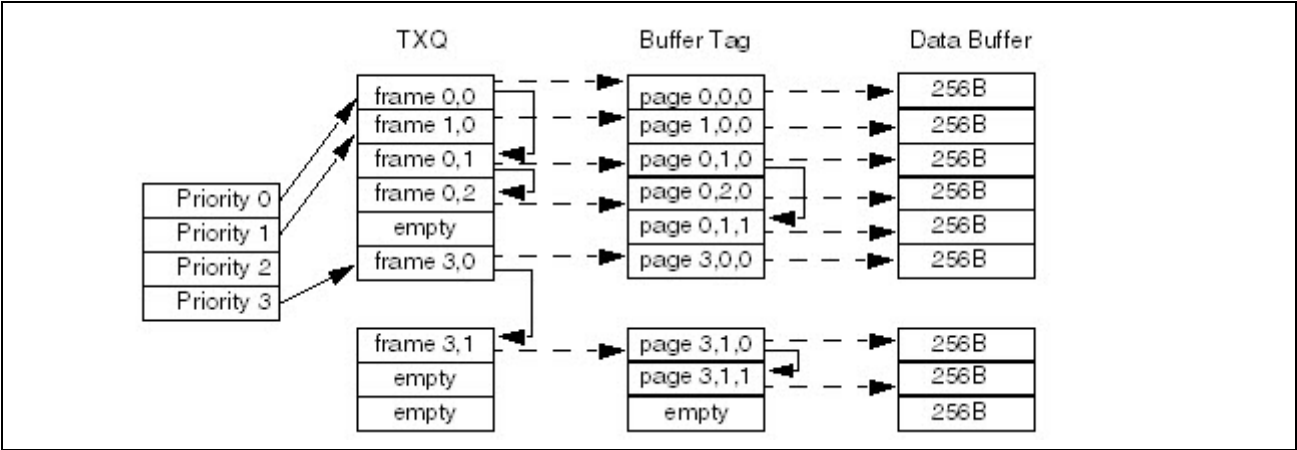 TXQ Buffer Tag Data Buffer
frame 0,0 page 0,0,0 256B
frame 1,0 page 1,0,0 256B
frame 0,1 page 0,1,0 256B
Priority 0 frame 0,2 page 0,2,0 256B
Priority 1 empty page 0,1,1 256B
Priority 2 frame 3,0 page 3,0,0 256B
Priority 3
frame 3,1 page 3,1,0 256B
empty page 3,1,1 256B
empty empty 256B